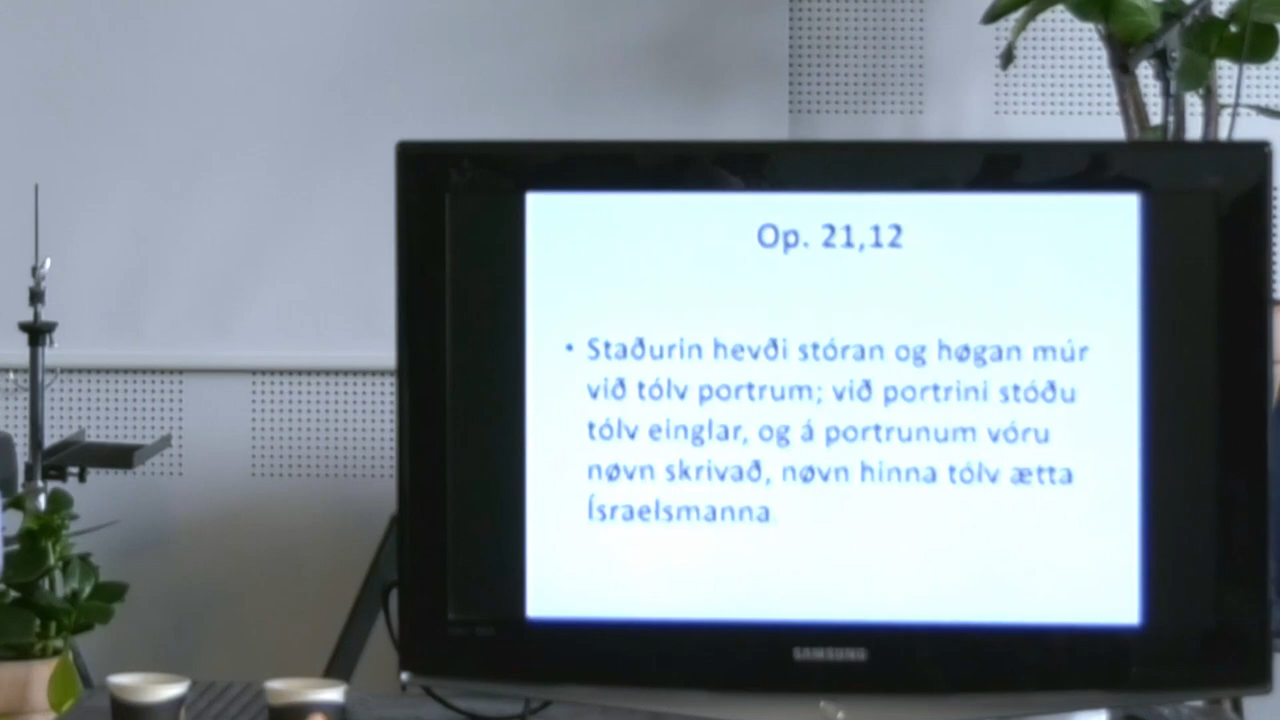 Op. 21,12
• Staðurin hevði stóran og høgan múr
við tólv portrum; við portrini stóðu
tólv einglar, og á portrunum vóru
nøvn skrivað, nøvn hinna tólv ætta
Ísraelsmanna
SAMSUNG